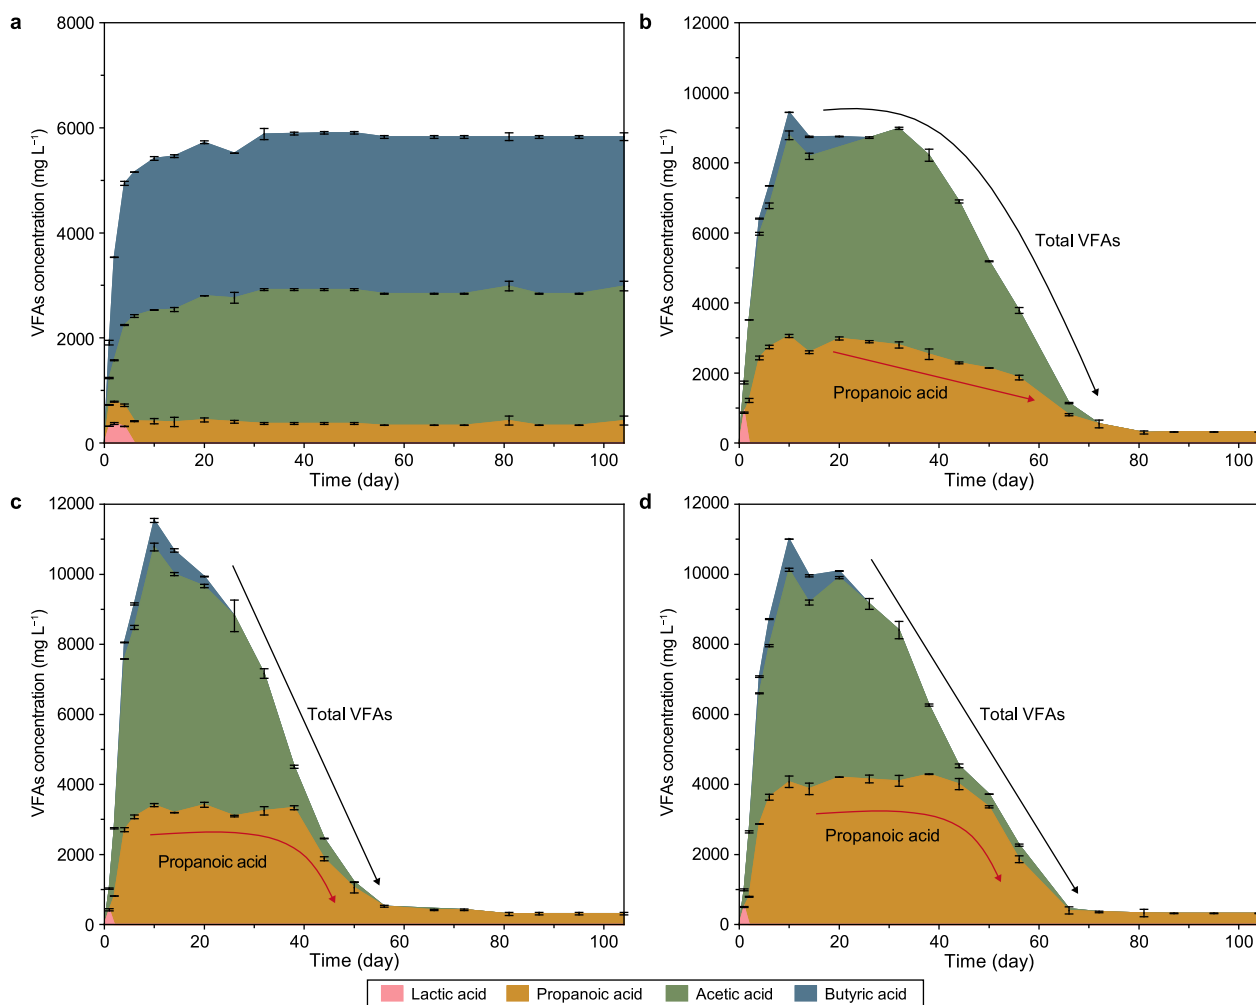 a
8000
6000
4000
2000
0
VFAs concentration (mg L⁻¹)
0 20 40 60 80 100
Time (day)
b
12000
10000
8000
6000
4000
2000
0
VFAs concentration (mg L⁻¹)
Total VFAs
Propanoic acid
0 20 40 60 80 100
Time (day)
c
12000
10000
8000
6000
4000
2000
0
VFAs concentration (mg L⁻¹)
Total VFAs
Propanoic acid
0 20 40 60 80 100
Time (day)
d
12000
10000
8000
6000
4000
2000
0
VFAs concentration (mg L⁻¹)
Total VFAs
Propanoic acid
0 20 40 60 80 100
Time (day)
Lactic acid Propanoic acid Acetic acid Butyric acid